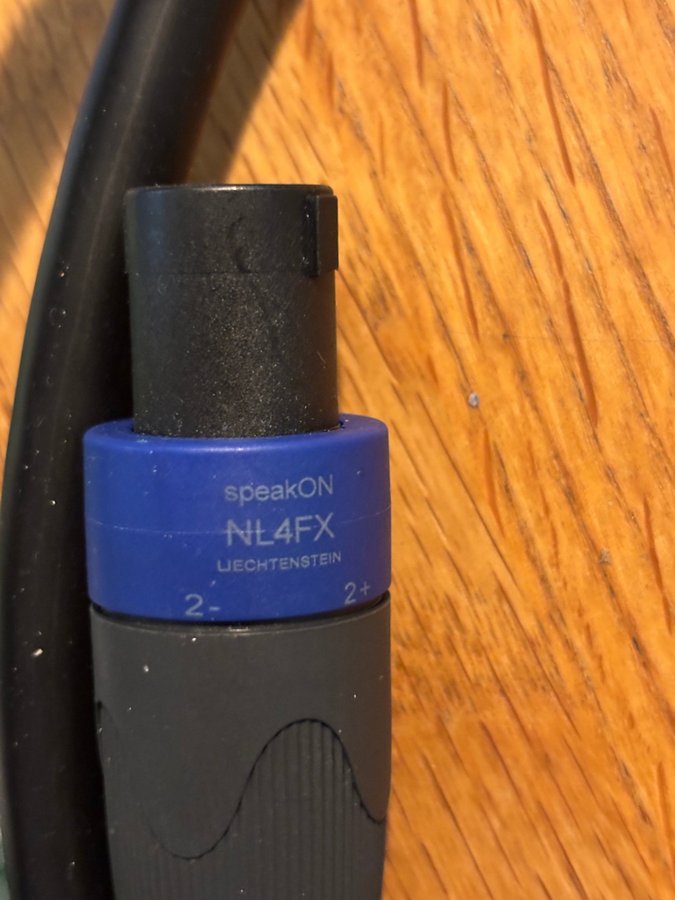 speakON
NL4FX
LIECHTENSTEIN
2- 2+